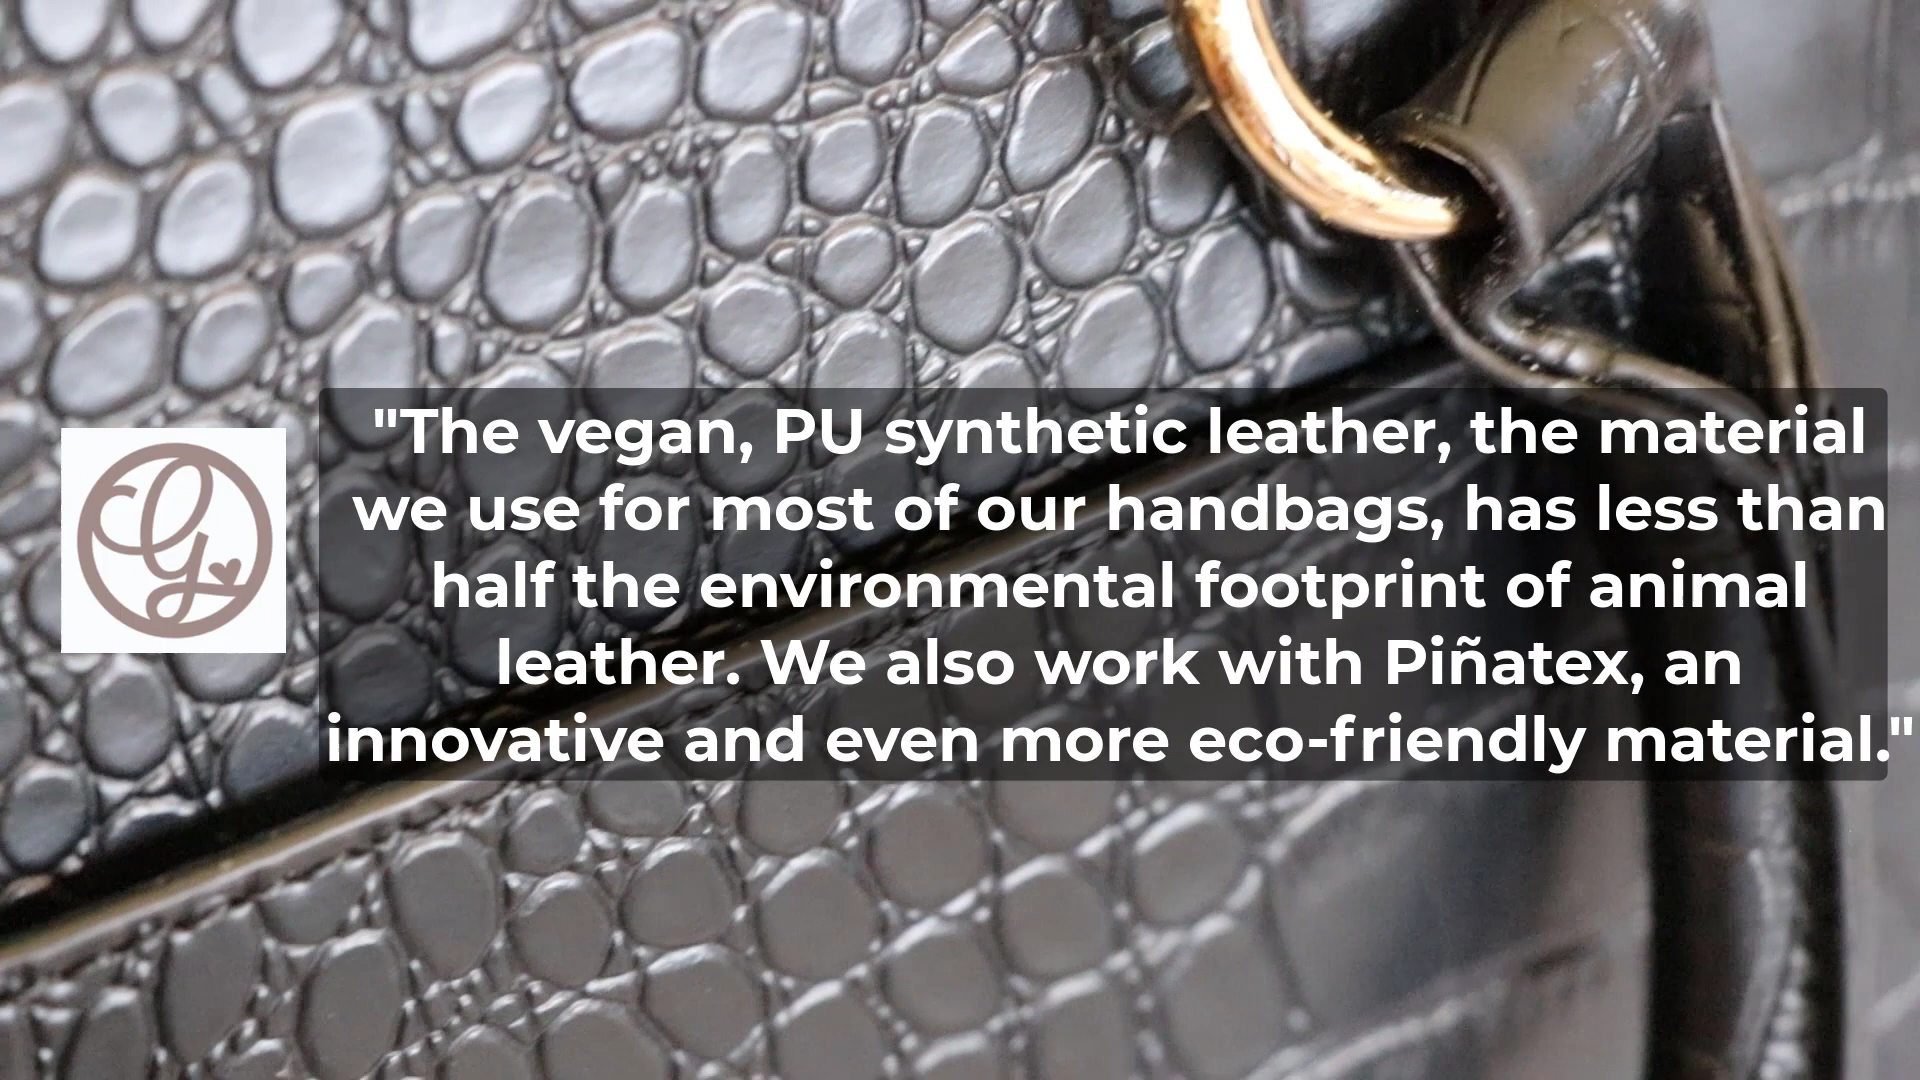 "The vegan, PU synthetic leather, the material
we use for most of our handbags, has less than
half the environmental footprint of animal
leather. We also work with Piñatex, an
innovative and even more eco-friendly material."
G